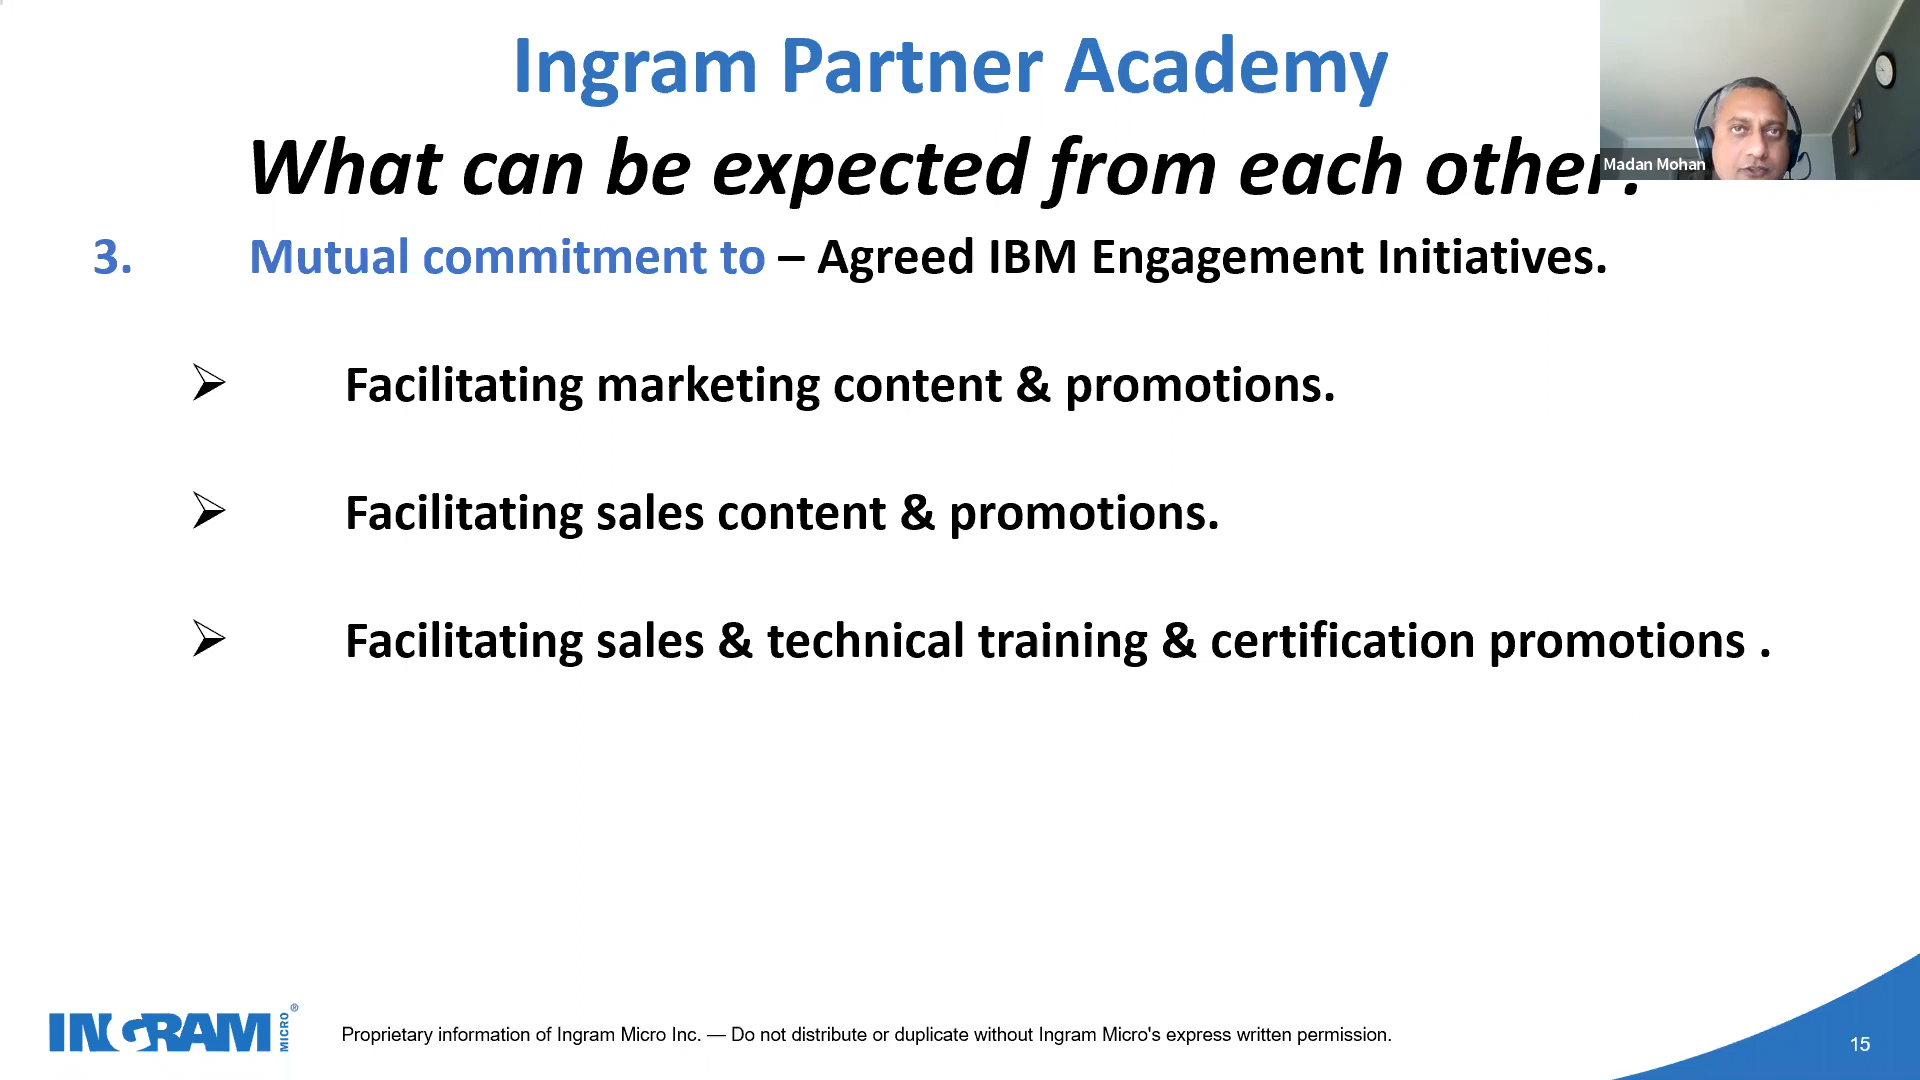 Ingram Partner Academy
What can be expected from each other?
Madan Mohan
3. Mutual commitment to – Agreed IBM Engagement Initiatives.
➢ Facilitating marketing content & promotions.
➢ Facilitating sales content & promotions.
➢ Facilitating sales & technical training & certification promotions .
INGRAM MICRO®
Proprietary information of Ingram Micro Inc. — Do not distribute or duplicate without Ingram Micro's express written permission.
15